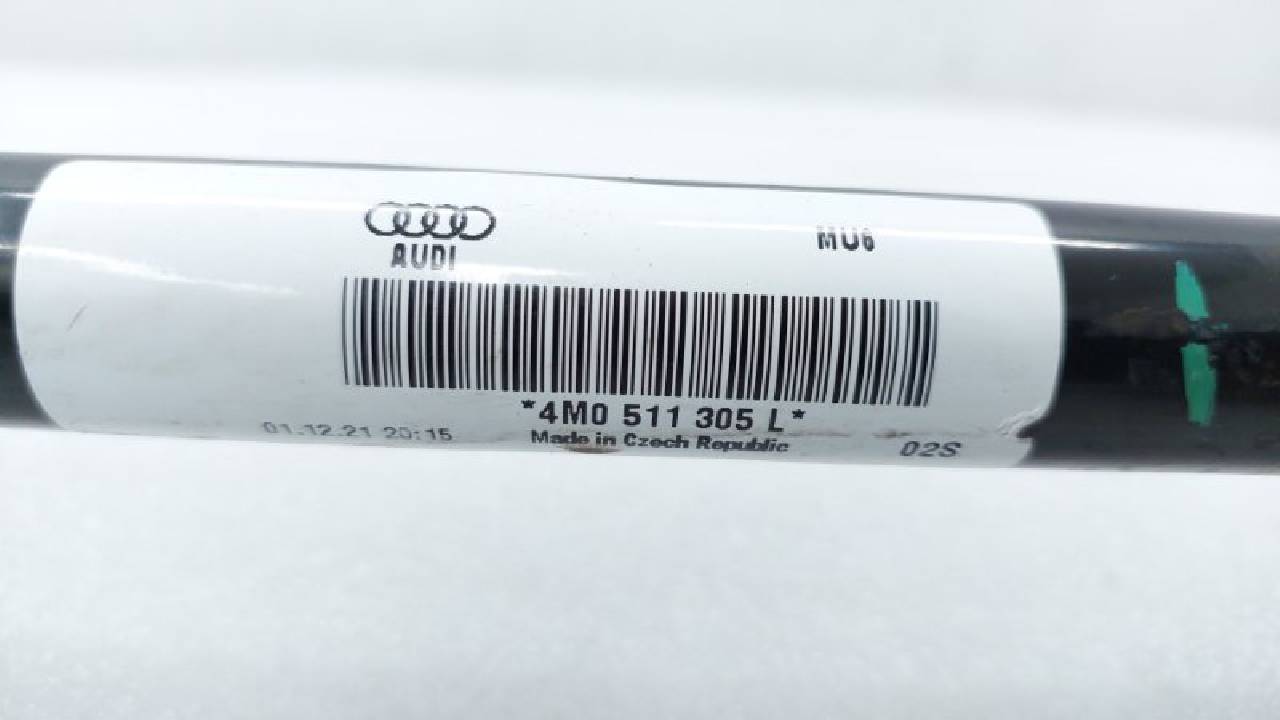 AUDI
MU6
*4M0 511 305 L*
01.12.21 20:15
Made in Czech Republic
02S